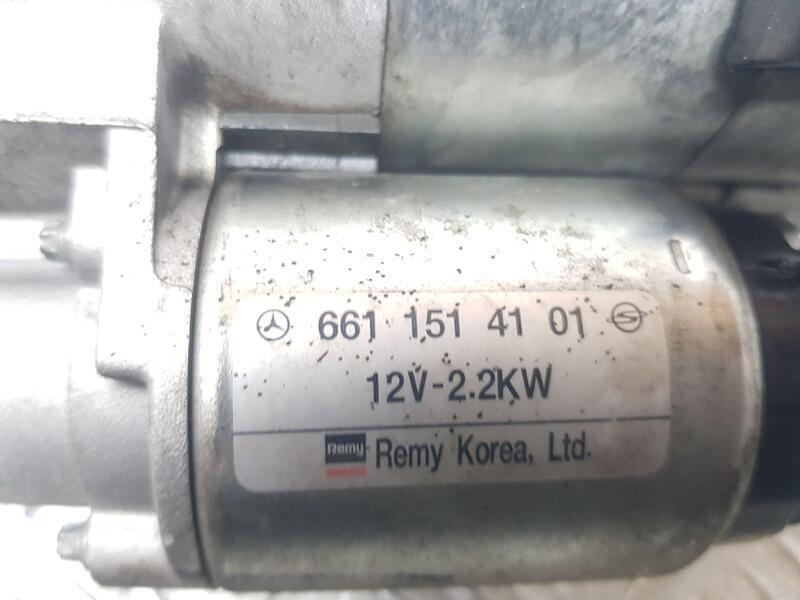 661 151 41 01
12V-2.2KW
Remy Remy Korea, Ltd.